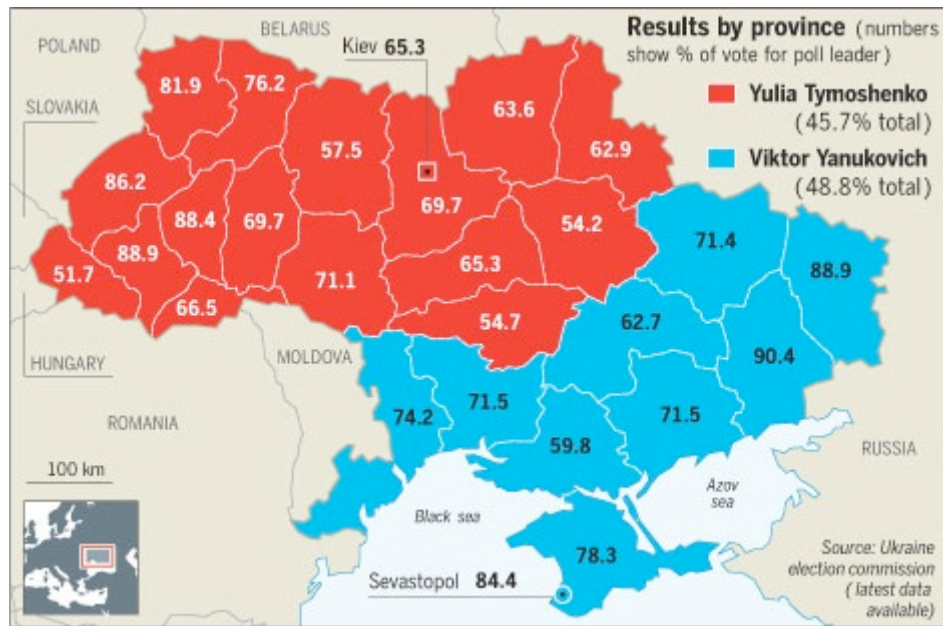 POLAND
BELARUS
Kiev 65.3
Results by province (numbers
show % of vote for poll leader)
Yulia Tymoshenko
(45.7% total)
Viktor Yanukovich
(48.8% total)
SLOVAKIA
81.9
76.2
57.5
63.6
62.9
86.2
88.4
69.7
69.7
54.2
71.4
88.9
51.7
88.9
71.1
65.3
66.5
54.7
62.7
90.4
HUNGARY
MOLDOVA
74.2
71.5
59.8
71.5
ROMANIA
RUSSIA
100 km
Black sea
Azov
sea
78.3
Sevastopol 84.4
Source: Ukraine
election commission
( latest data
available)